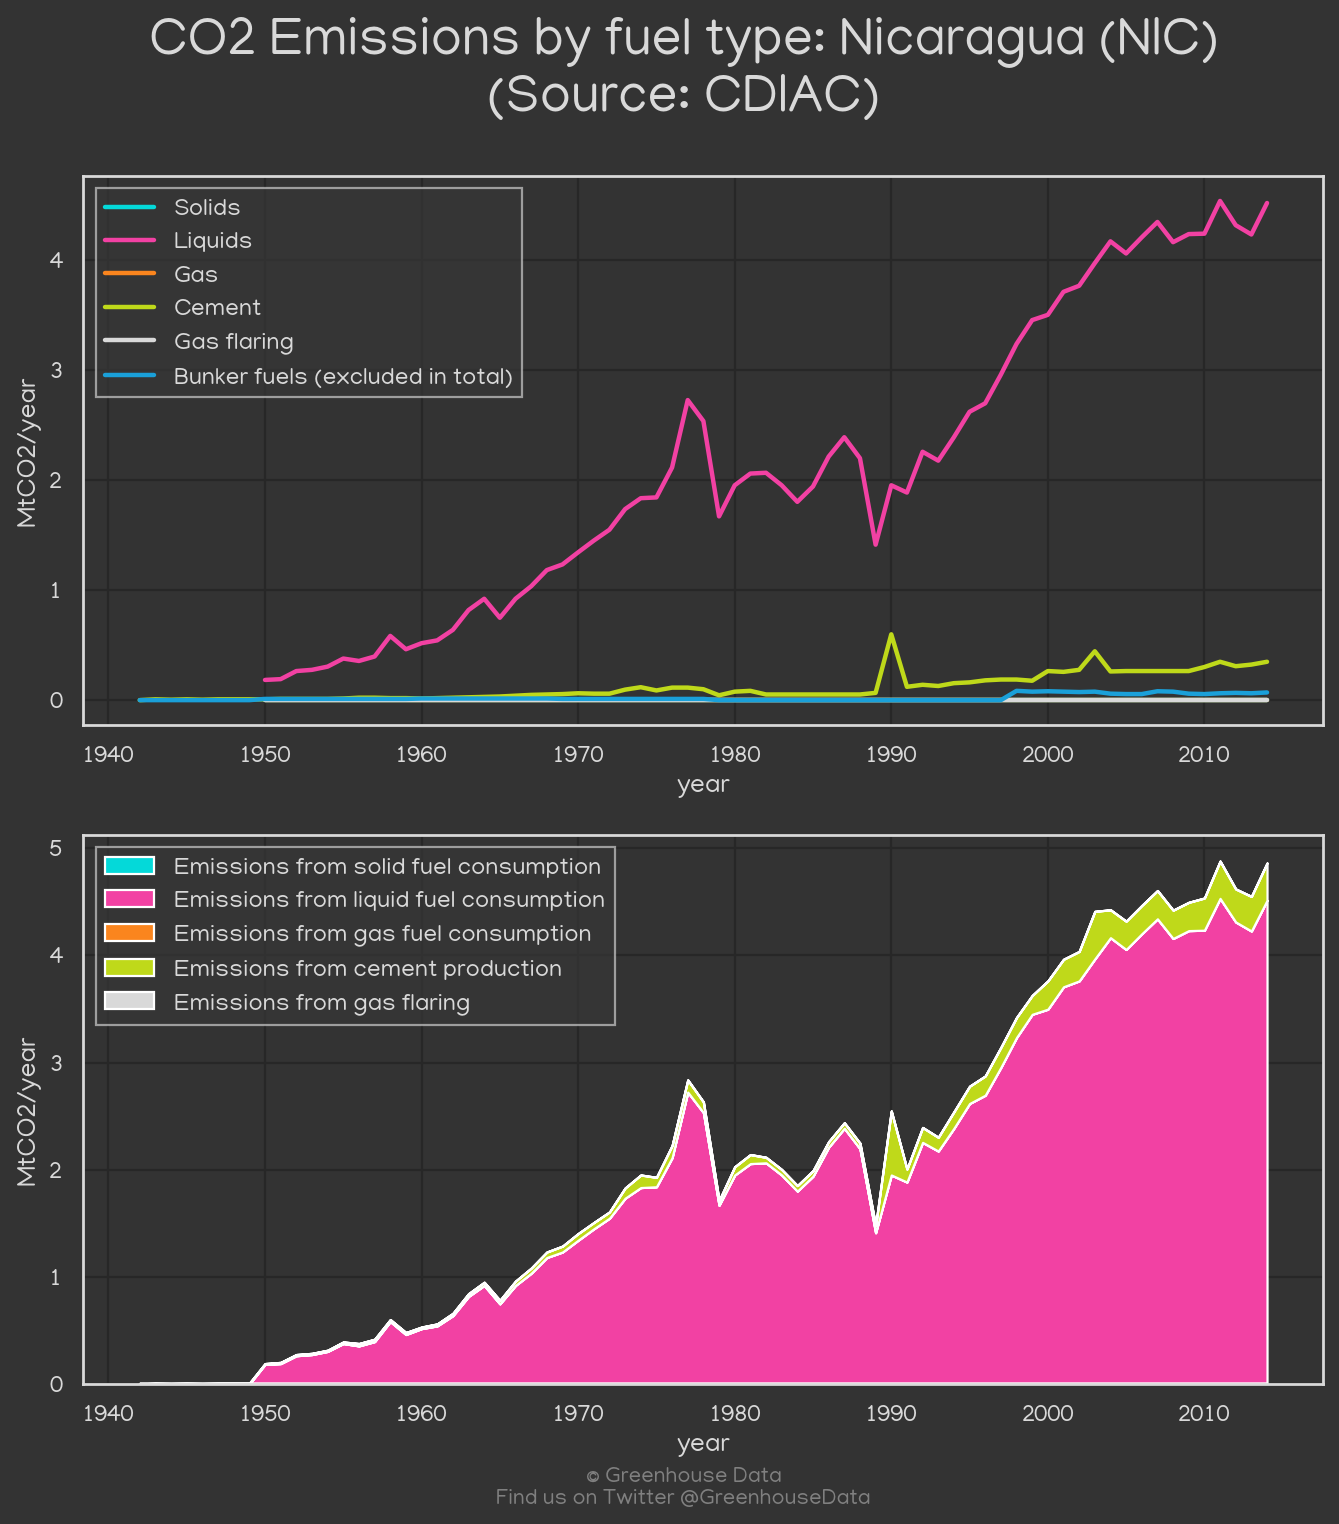 CO2 Emissions by fuel type: Nicaragua (NIC)
(Source: CDIAC)
Solids
Liquids
Gas
Cement
Gas flaring
Bunker fuels (excluded in total)
MtCO2/year
4
3
2
1
0
1940 1950 1960 1970 1980 1990 2000 2010
year
Emissions from solid fuel consumption
Emissions from liquid fuel consumption
Emissions from gas fuel consumption
Emissions from cement production
Emissions from gas flaring
MtCO2/year
5
4
3
2
1
0
1940 1950 1960 1970 1980 1990 2000 2010
year
© Greenhouse Data
Find us on Twitter @GreenhouseData